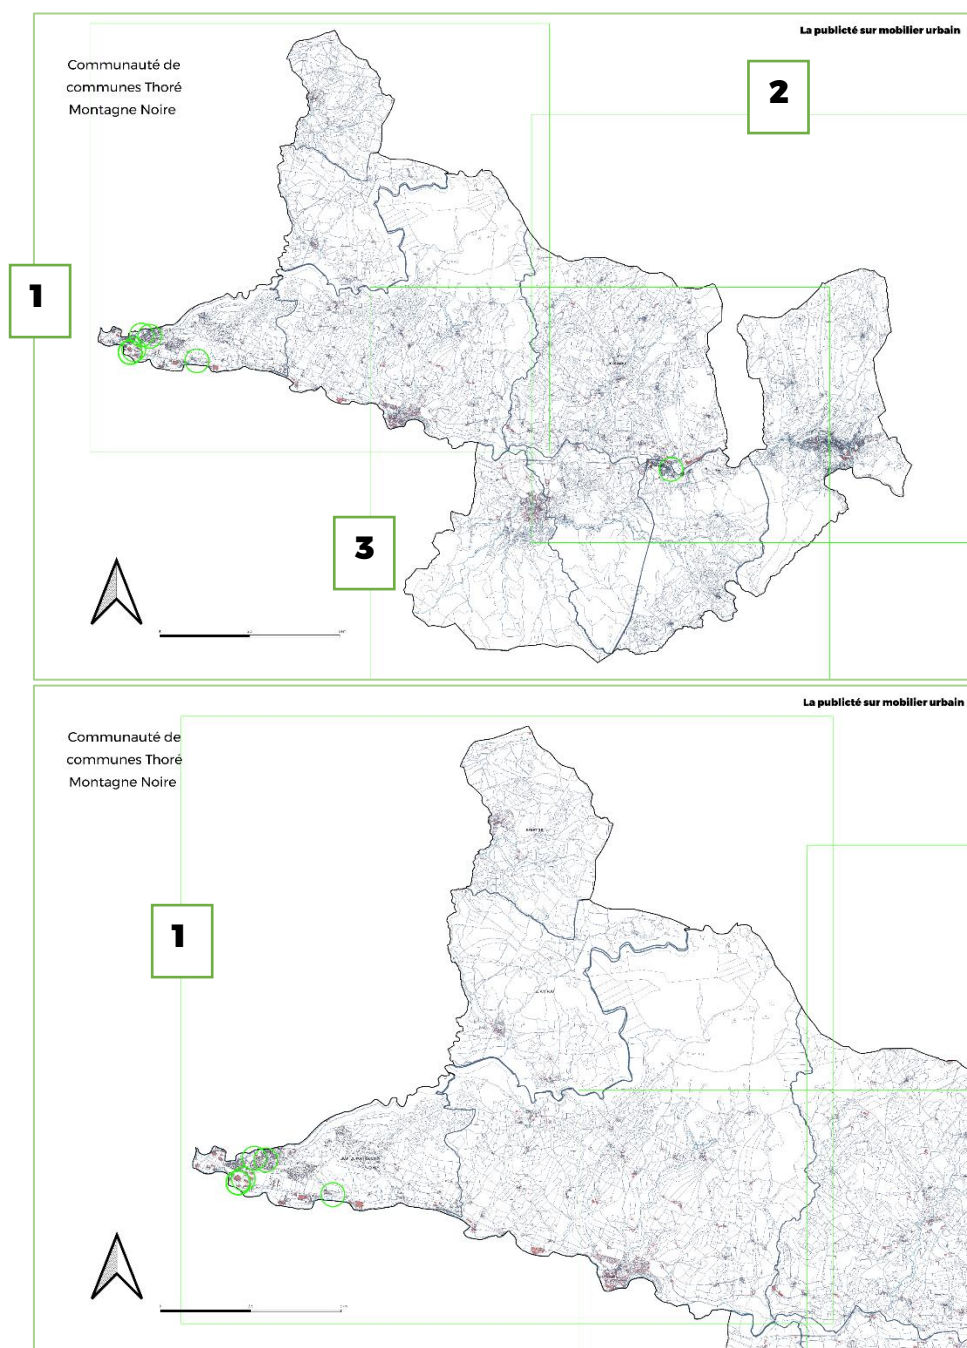 La publicté sur mobilier urbain
Communauté de
communes Thoré
Montagne Noire
2
1
3
La publicté sur mobilier urbain
Communauté de
communes Thoré
Montagne Noire
1